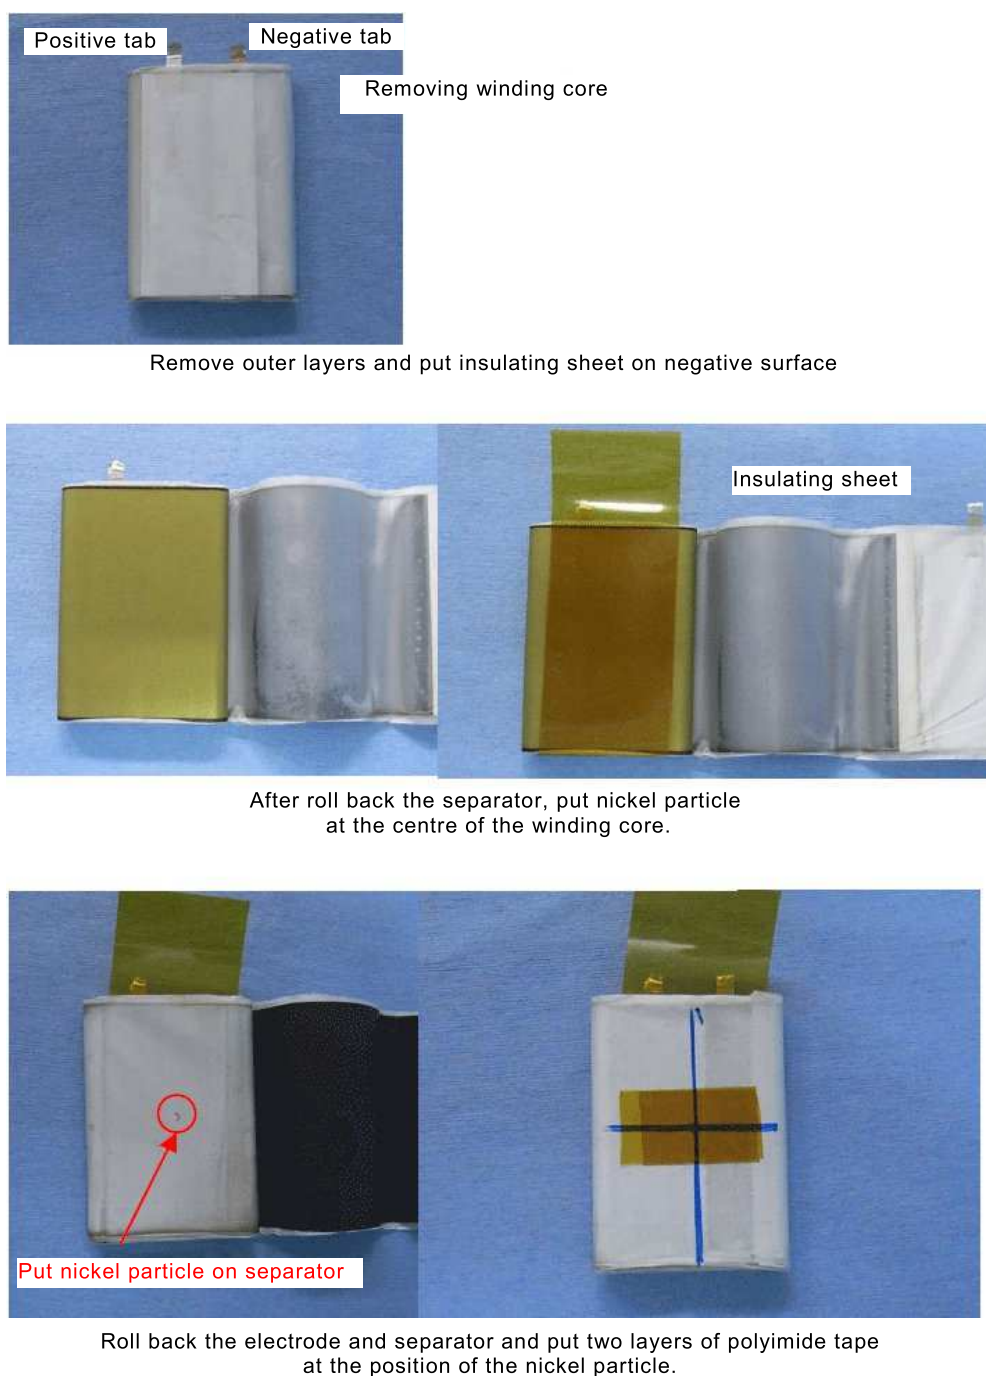 Positive tab
Negative tab
Removing winding core
Remove outer layers and put insulating sheet on negative surface
Insulating sheet
After roll back the separator, put nickel particle
at the centre of the winding core.
Put nickel particle on separator
Roll back the electrode and separator and put two layers of polyimide tape
at the position of the nickel particle.